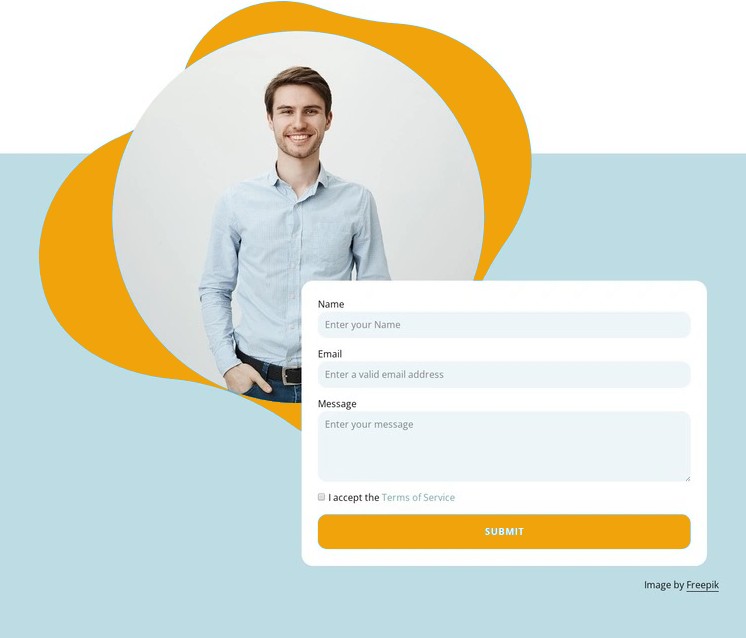 Name
Enter your Name
Email
Enter a valid email address
Message
Enter your message
I accept the Terms of Service
SUBMIT
Image by Freepik